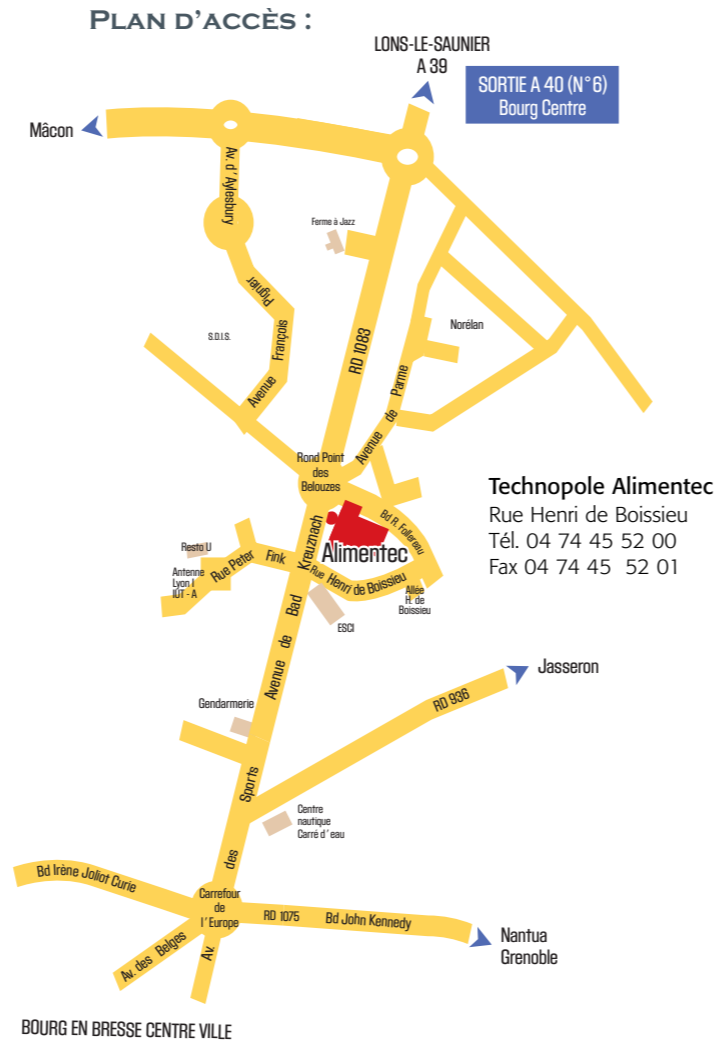 PLAN D'ACCÈS :
LONS-LE-SAUNIER
A 39
SORTIE A 40 (N°6)
Bourg Centre
Mâcon
Av. d'Aylesbury
Ferme à Jazz
Pignier
François
Avenue
S.D.I.S.
RD 1083
Norélan
Avenue de Parme
Rond Point
des
Belouzes
Technopole Alimentec
Rue Henri de Boissieu
Tél. 04 74 45 52 00
Fax 04 74 45 52 01
Bd R. Follereau
Alimentec
Resto U
Antenne
Lyon I
IUT - A
Rue Peter Fink
Rue Henri de Boissieu
Allée
H. de
Boissieu
ESCI
Avenue de Bad Kreuznach
Jasseron
RD 936
Gendarmerie
Centre
nautique
Carré d'eau
Av. des Sports
Bd Irène Joliot Curie
Carrefour
de
l'Europe
RD 1075 Bd John Kennedy
Nantua
Grenoble
Av. des Belges
BOURG EN BRESSE CENTRE VILLE